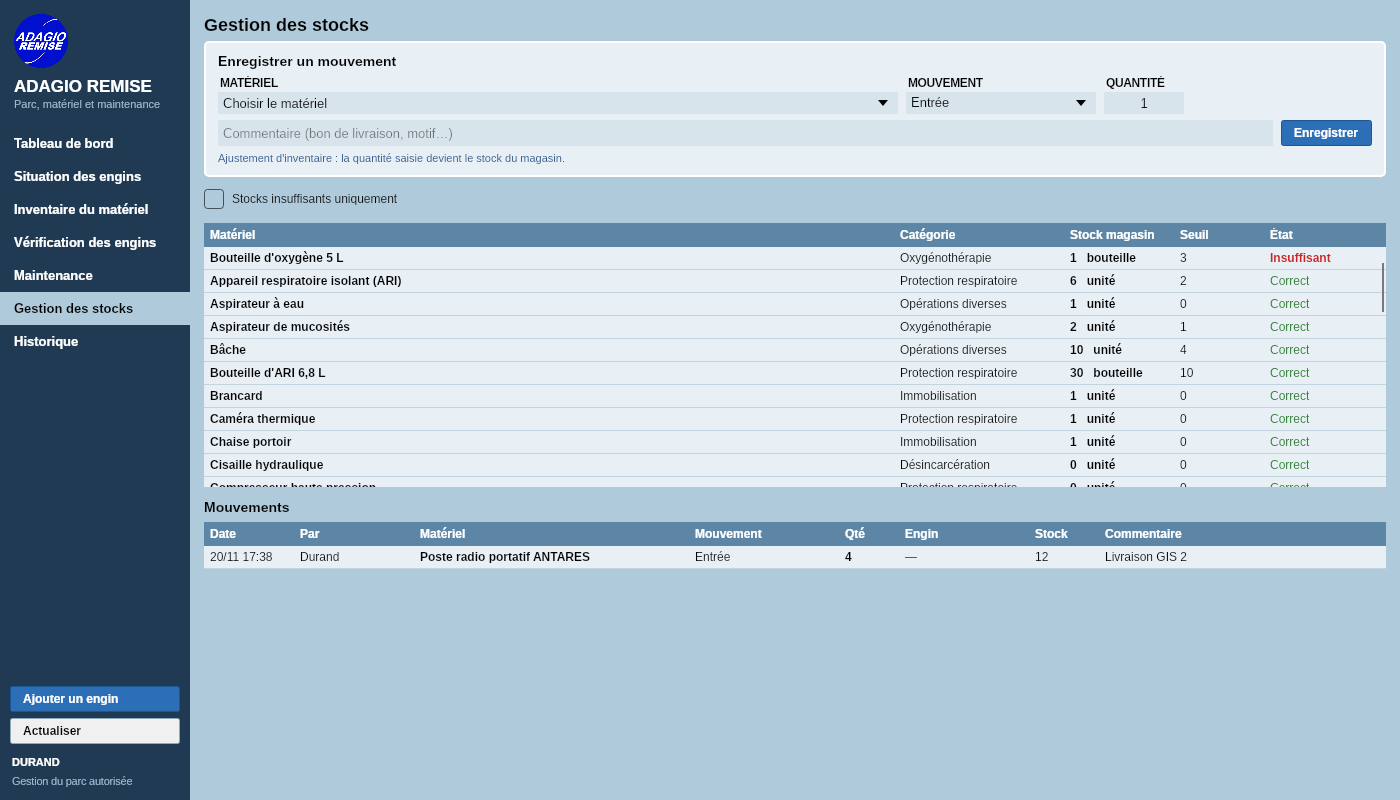 ADAGIO
REMISE
ADAGIO REMISE
Parc, matériel et maintenance
Tableau de bord
Situation des engins
Inventaire du matériel
Vérification des engins
Maintenance
Gestion des stocks
Historique
Ajouter un engin
Actualiser
DURAND
Gestion du parc autorisée
Gestion des stocks
Enregistrer un mouvement
MATÉRIEL MOUVEMENT QUANTITÉ
Choisir le matériel Entrée 1
Commentaire (bon de livraison, motif…) Enregistrer
Ajustement d'inventaire : la quantité saisie devient le stock du magasin.
Stocks insuffisants uniquement
Matériel Catégorie Stock magasin Seuil État
Bouteille d'oxygène 5 L Oxygénothérapie 1 bouteille 3 Insuffisant
Appareil respiratoire isolant (ARI) Protection respiratoire 6 unité 2 Correct
Aspirateur à eau Opérations diverses 1 unité 0 Correct
Aspirateur de mucosités Oxygénothérapie 2 unité 1 Correct
Bâche Opérations diverses 10 unité 4 Correct
Bouteille d'ARI 6,8 L Protection respiratoire 30 bouteille 10 Correct
Brancard Immobilisation 1 unité 0 Correct
Caméra thermique Protection respiratoire 1 unité 0 Correct
Chaise portoir Immobilisation 1 unité 0 Correct
Cisaille hydraulique Désincarcération 0 unité 0 Correct
Compresseur haute pression Protection respiratoire 0 unité 0 Correct
Mouvements
Date Par Matériel Mouvement Qté Engin Stock Commentaire
20/11 17:38 Durand Poste radio portatif ANTARES Entrée 4 — 12 Livraison GIS 2